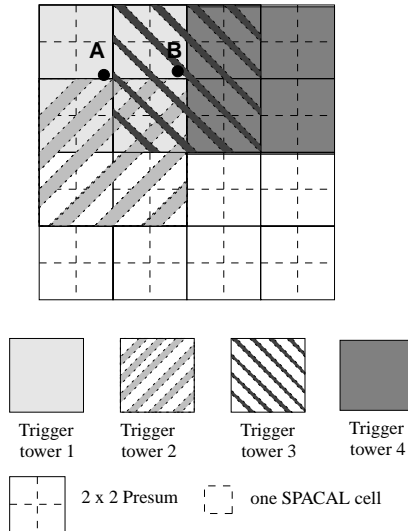 A
B
Trigger
tower 1
Trigger
tower 2
Trigger
tower 3
Trigger
tower 4
2 x 2 Presum
one SPACAL cell